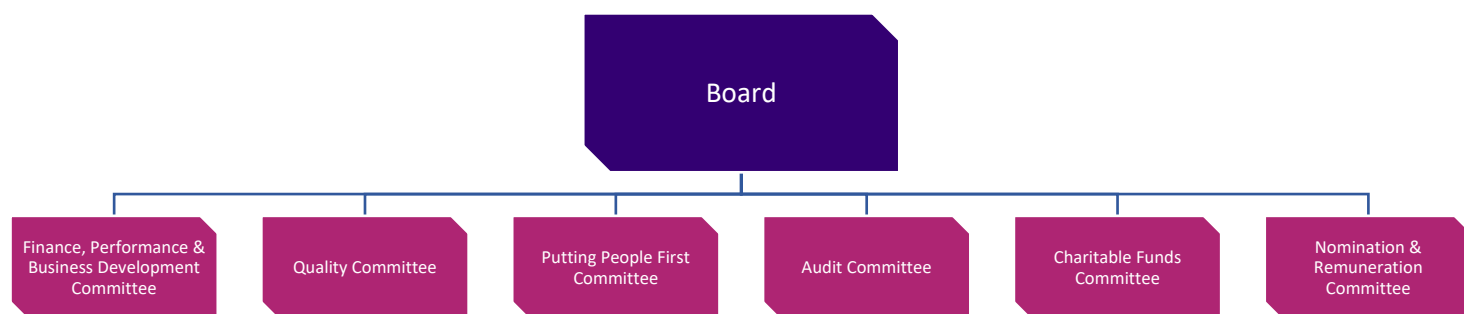 Board
Finance, Performance &
Business Development
Committee
Quality Committee
Putting People First
Committee
Audit Committee
Charitable Funds
Committee
Nomination &
Remuneration
Committee